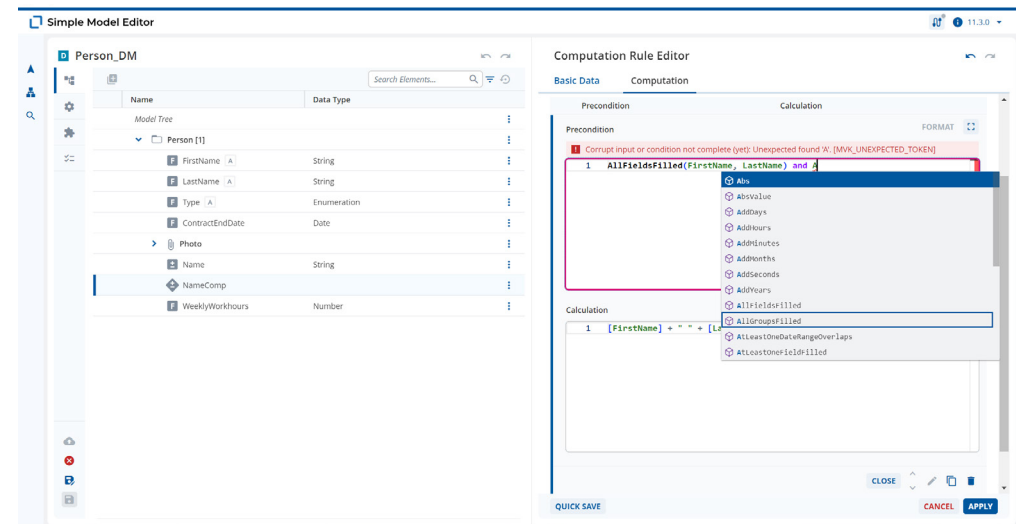 Simple Model Editor
11.3.0
D Person_DM
Search Elements...
Name Data Type
Model Tree
Person [1]
F FirstName A String
F LastName A String
F Type A Enumeration
F ContractEndDate Date
Photo
Name String
NameComp
F WeeklyWorkhours Number
Computation Rule Editor
Basic Data Computation
Precondition Calculation
Precondition FORMAT
Corrupt input or condition not complete (yet): Unexpected found 'A'. [MVK_UNEXPECTED_TOKEN]
1 AllFieldsFilled(FirstName, LastName) and A
Abs
AbsValue
AddDays
AddHours
AddMinutes
AddMonths
AddSeconds
AddYears
AllFieldsFilled
AllGroupsFilled
AtLeastOneDateRangeOverlaps
AtLeastOneFieldFilled
Calculation
1 [FirstName] + " " + [La
CLOSE
QUICK SAVE CANCEL APPLY